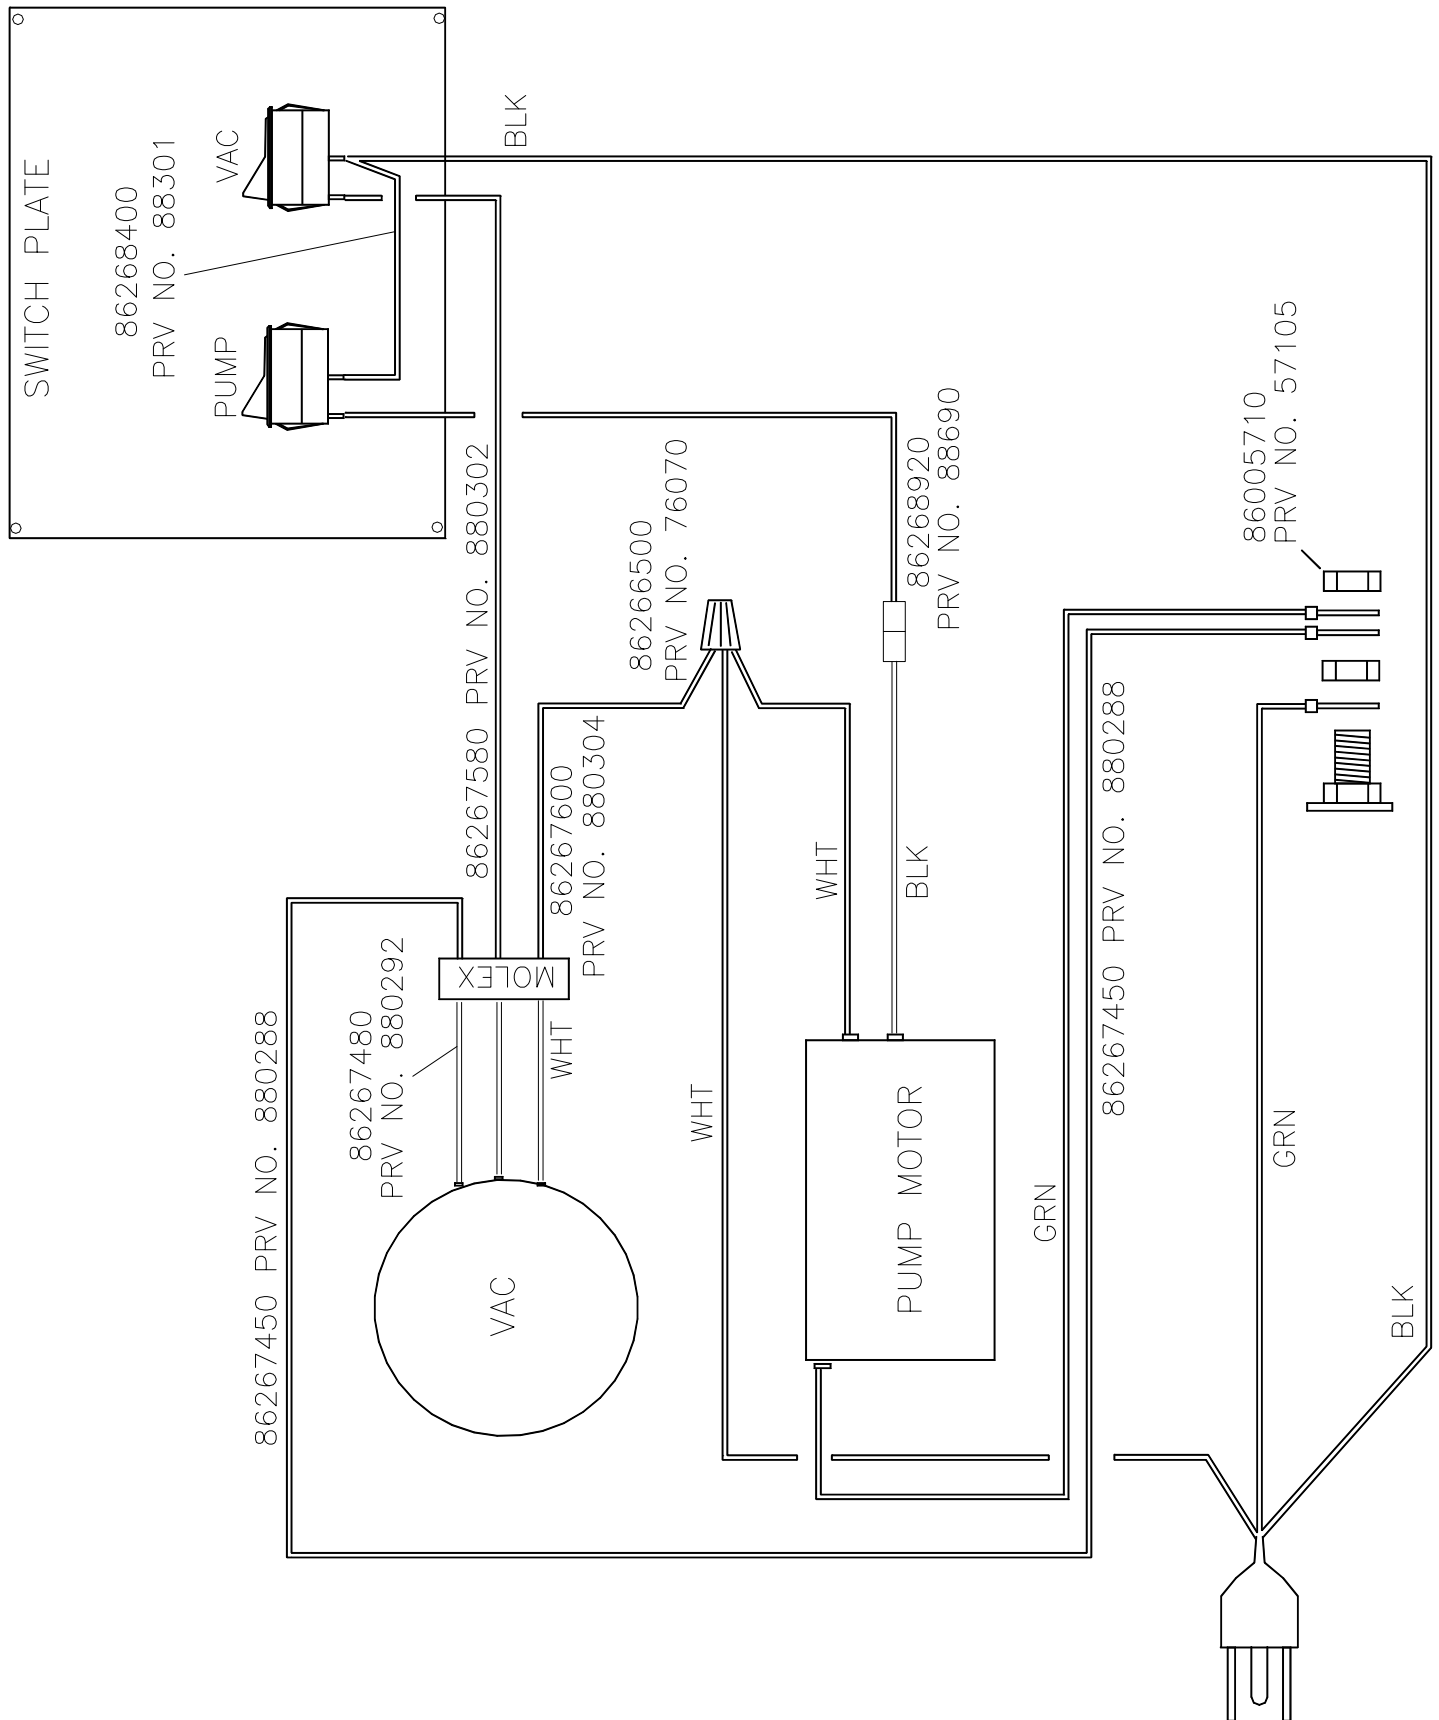 SWITCH PLATE
86268400
PRV NO. 88301
VAC
PUMP
BLK
86267580 PRV NO. 880302
86266500
PRV NO. 76070
86268920
PRV NO. 88690
86005710
PRV NO. 57105
86267600
PRV NO. 880304
MOLEX
86267480
PRV NO. 880292
WHT
86267450 PRV NO. 880288
VAC
WHT
WHT
BLK
PUMP MOTOR
86267450 PRV NO. 880288
GRN
GRN
BLK